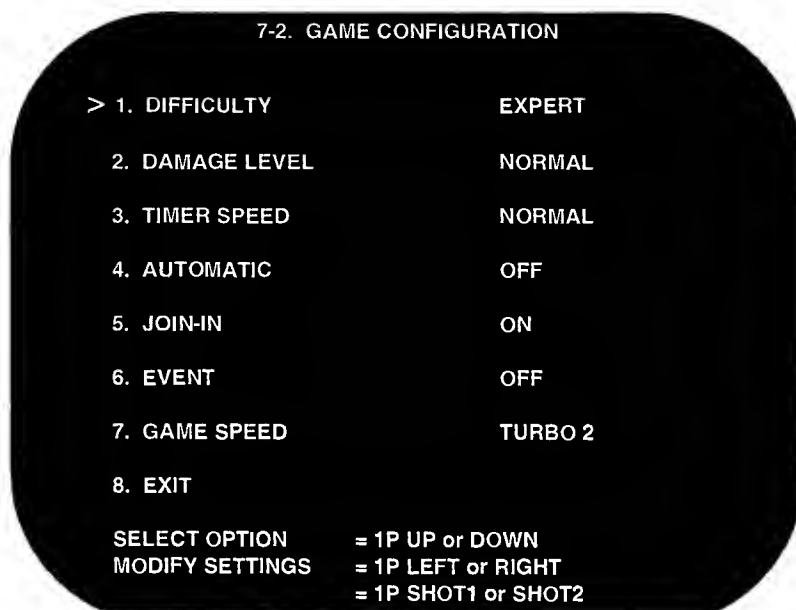 7-2. GAME CONFIGURATION
> 1. DIFFICULTY EXPERT
2. DAMAGE LEVEL NORMAL
3. TIMER SPEED NORMAL
4. AUTOMATIC OFF
5. JOIN-IN ON
6. EVENT OFF
7. GAME SPEED TURBO 2
8. EXIT
SELECT OPTION = 1P UP or DOWN
MODIFY SETTINGS = 1P LEFT or RIGHT
= 1P SHOT1 or SHOT2